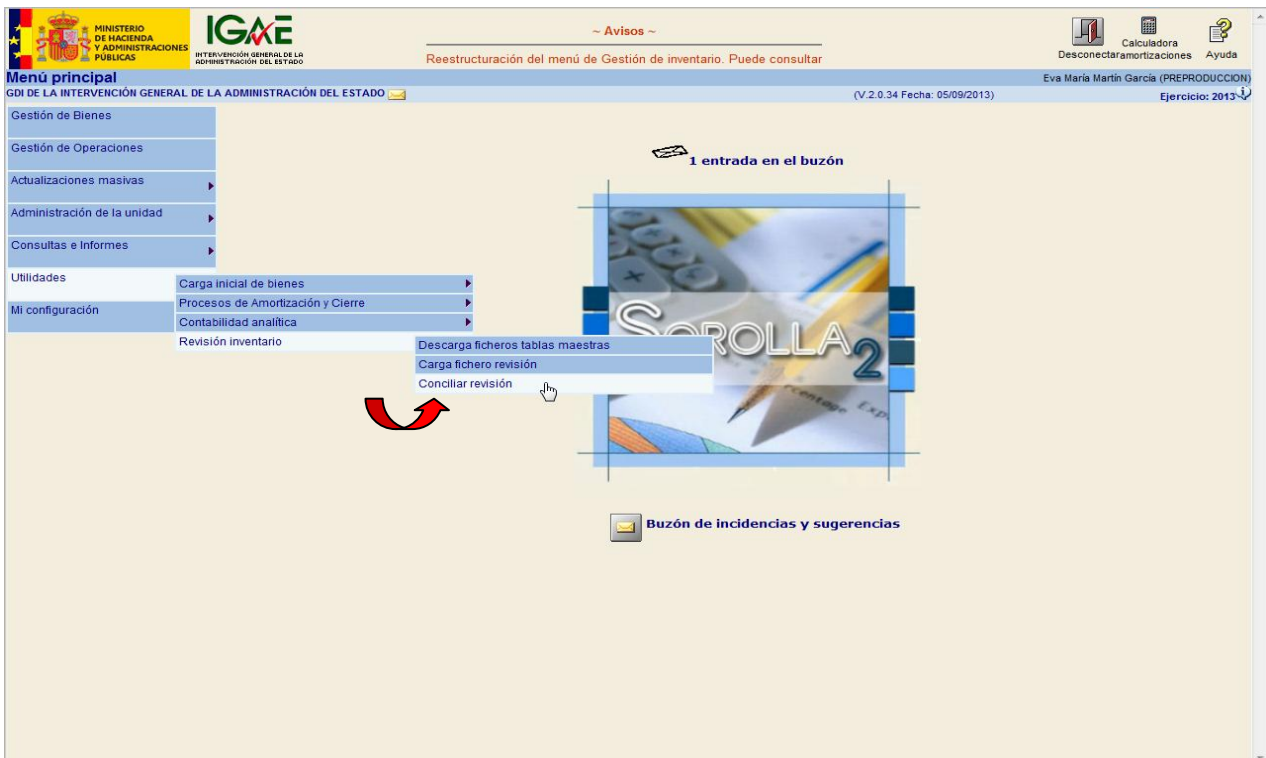 MINISTERIO
DE HACIENDA
Y ADMINISTRACIONES
PÚBLICAS
IGAE
INTERVENCIÓN GENERAL DE LA
ADMINISTRACIÓN DEL ESTADO
~ Avisos ~
Reestructuración del menú de Gestión de inventario. Puede consultar
Desconectar
Calculadora
amortizaciones
Ayuda
Menú principal
Eva María Martín García (PREPRODUCCION)
GDI DE LA INTERVENCIÓN GENERAL DE LA ADMINISTRACIÓN DEL ESTADO
(V.2.0.34 Fecha: 05/09/2013)
Ejercicio: 2013
Gestión de Bienes
Gestión de Operaciones
Actualizaciones masivas
Administración de la unidad
Consultas e Informes
Utilidades
Mi configuración
Carga inicial de bienes
Procesos de Amortización y Cierre
Contabilidad analítica
Revisión inventario
Descarga ficheros tablas maestras
Carga fichero revisión
Conciliar revisión
1 entrada en el buzón
SOROLLA2
Buzón de incidencias y sugerencias